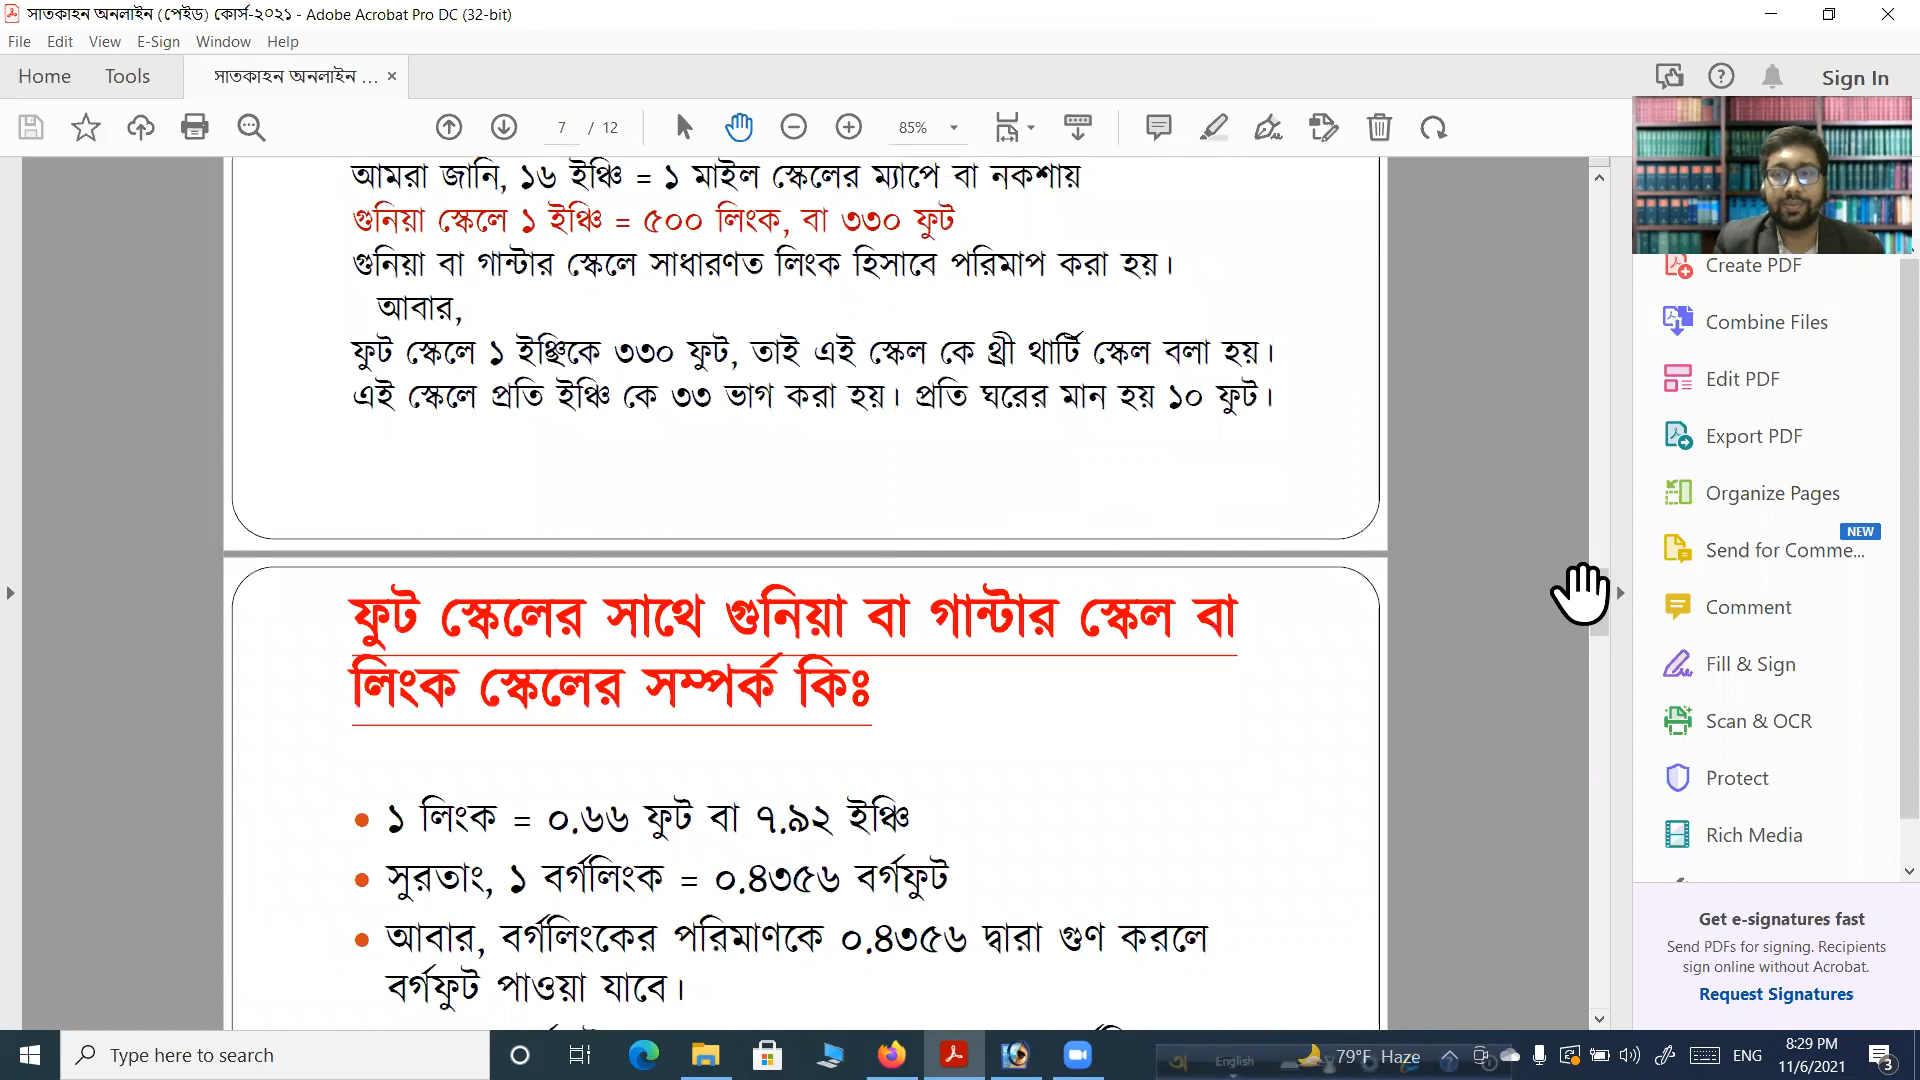 সাতকাহন অনলাইন (পেইড) কোর্স-২০২১ - Adobe Acrobat Pro DC (32-bit)
File Edit View E-Sign Window Help
Home Tools সাতকাহন অনলাইন ... × Sign In
7 / 12 85%
আমরা জানি, ১৬ ইঞ্চি = ১ মাইল স্কেলের ম্যাপে বা নকশায়
গুনিয়া স্কেলে ১ ইঞ্চি = ৫০০ লিংক, বা ৩৩০ ফুট
গুনিয়া বা গান্টার স্কেলে সাধারণত লিংক হিসাবে পরিমাপ করা হয়।
আবার,
ফুট স্কেলে ১ ইঞ্চিকে ৩৩০ ফুট, তাই এই স্কেল কে থ্রী থার্টি স্কেল বলা হয়।
এই স্কেলে প্রতি ইঞ্চি কে ৩৩ ভাগ করা হয়। প্রতি ঘরের মান হয় ১০ ফুট।
ফুট স্কেলের সাথে গুনিয়া বা গান্টার স্কেল বা
লিংক স্কেলের সম্পর্ক কিঃ
• ১ লিংক = ০.৬৬ ফুট বা ৭.৯২ ইঞ্চি
• সুরতাং, ১ বর্গলিংক = ০.৪৩৫৬ বর্গফুট
• আবার, বর্গলিংকের পরিমাণকে ০.৪৩৫৬ দ্বারা গুণ করলে
বর্গফুট পাওয়া যাবে।
Create PDF
Combine Files
Edit PDF
Export PDF
Organize Pages
NEW
Send for Comme...
Comment
Fill & Sign
Scan & OCR
Protect
Rich Media
Get e-signatures fast
Send PDFs for signing. Recipients
sign online without Acrobat.
Request Signatures
Type here to search
English
79°F Haze
ENG
8:29 PM
11/6/2021
3